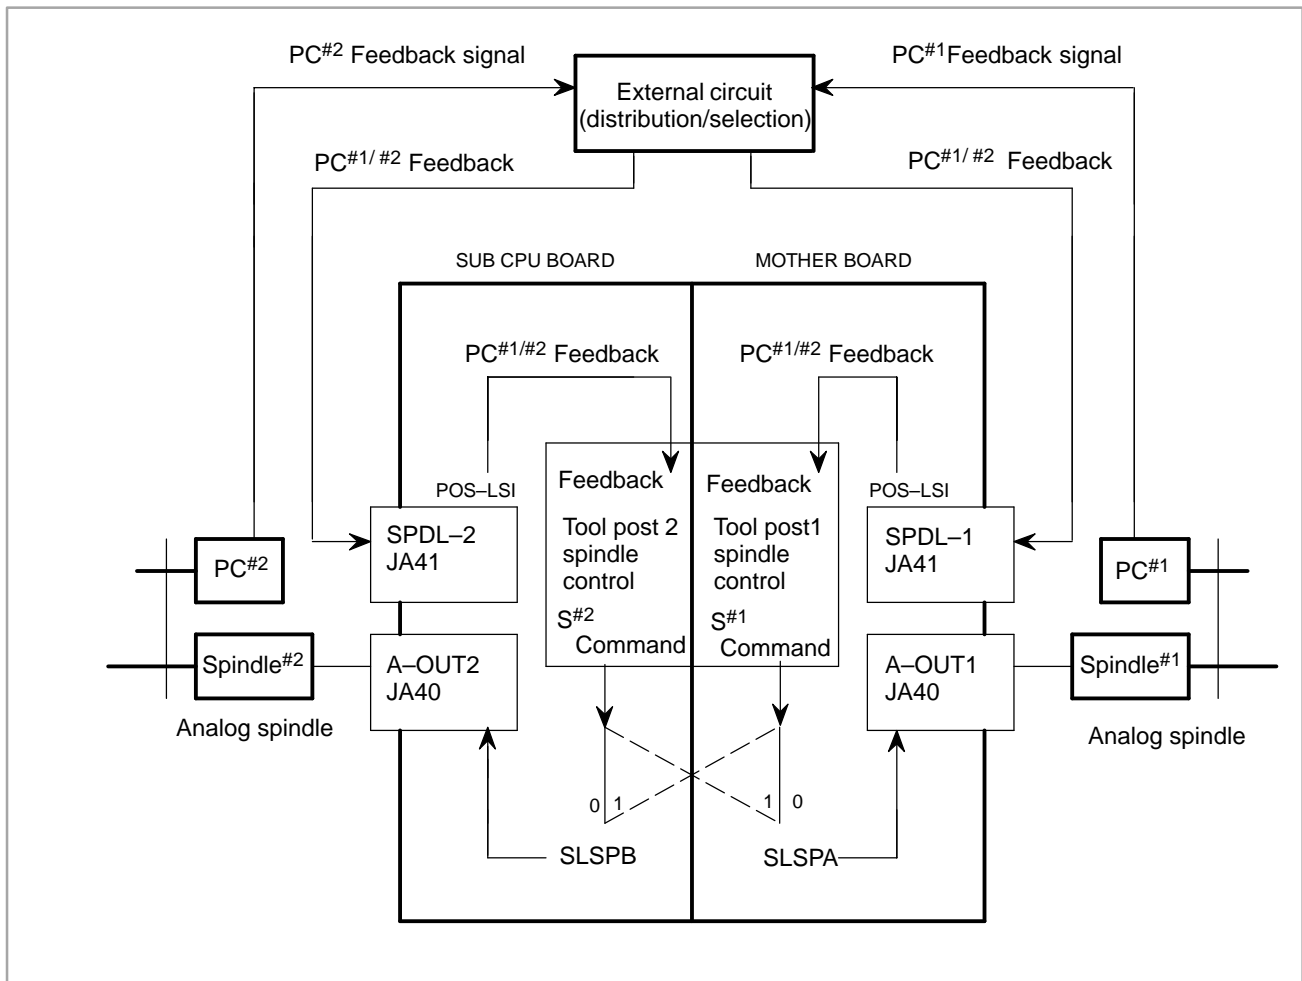 PC#2 Feedback signal
PC#1Feedback signal
External circuit
(distribution/selection)
PC#1/ #2 Feedback
PC#1/ #2 Feedback
SUB CPU BOARD
MOTHER BOARD
PC#1/#2 Feedback
PC#1/#2 Feedback
POS–LSI
POS–LSI
Feedback
Tool post 2
spindle
control
S#2
Command
Feedback
Tool post1
spindle
control
S#1
Command
SPDL–2
JA41
SPDL–1
JA41
PC#2
PC#1
Spindle#2
A–OUT2
JA40
A–OUT1
JA40
Spindle#1
Analog spindle
Analog spindle
0 1
1 0
SLSPB
SLSPA